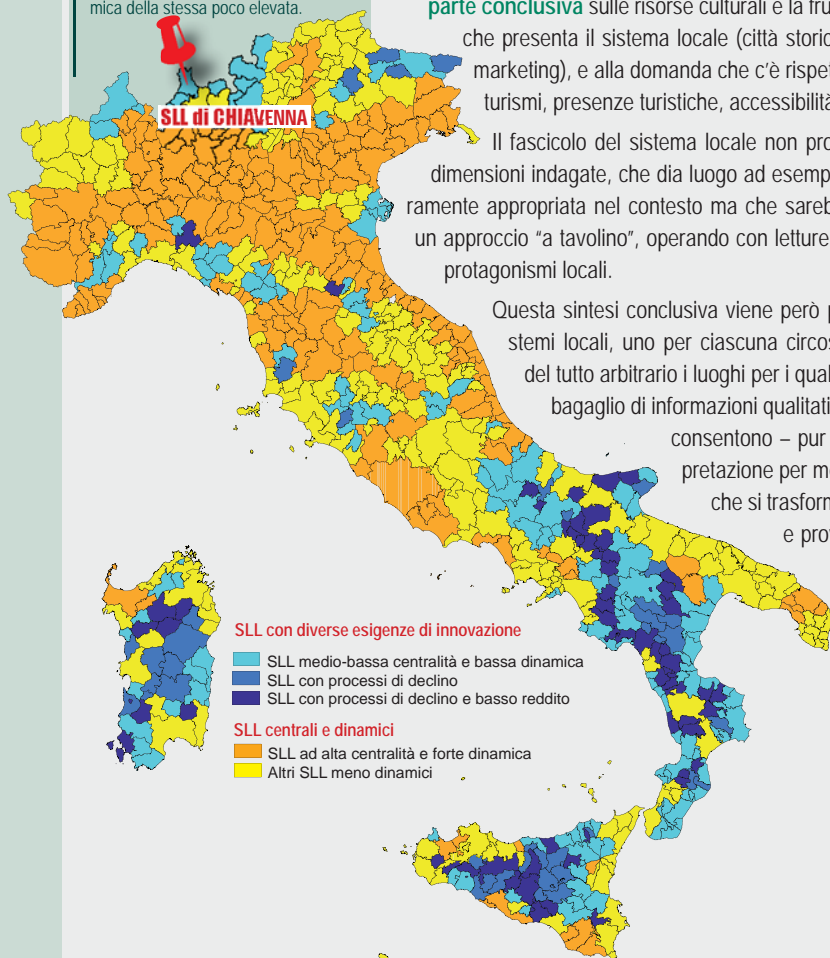 mica della stessa poco elevata.
parte conclusiva sulle risorse culturali e la fru
che presenta il sistema locale (città storic
marketing), e alla domanda che c'è rispet
turismi, presenze turistiche, accessibilità
SLL di CHIAVENNA
Il fascicolo del sistema locale non pro
dimensioni indagate, che dia luogo ad esemp
ramente appropriata nel contesto ma che sareb
un approccio "a tavolino", operando con letture
protagonismi locali.
Questa sintesi conclusiva viene però p
stemi locali, uno per ciascuna circos
del tutto arbitrario i luoghi per i qual
bagaglio di informazioni qualitati
consentono – pur
pretazione per me
che si trasform
e prot
SLL con diverse esigenze di innovazione
SLL medio-bassa centralità e bassa dinamica
SLL con processi di declino
SLL con processi di declino e basso reddito
SLL centrali e dinamici
SLL ad alta centralità e forte dinamica
Altri SLL meno dinamici